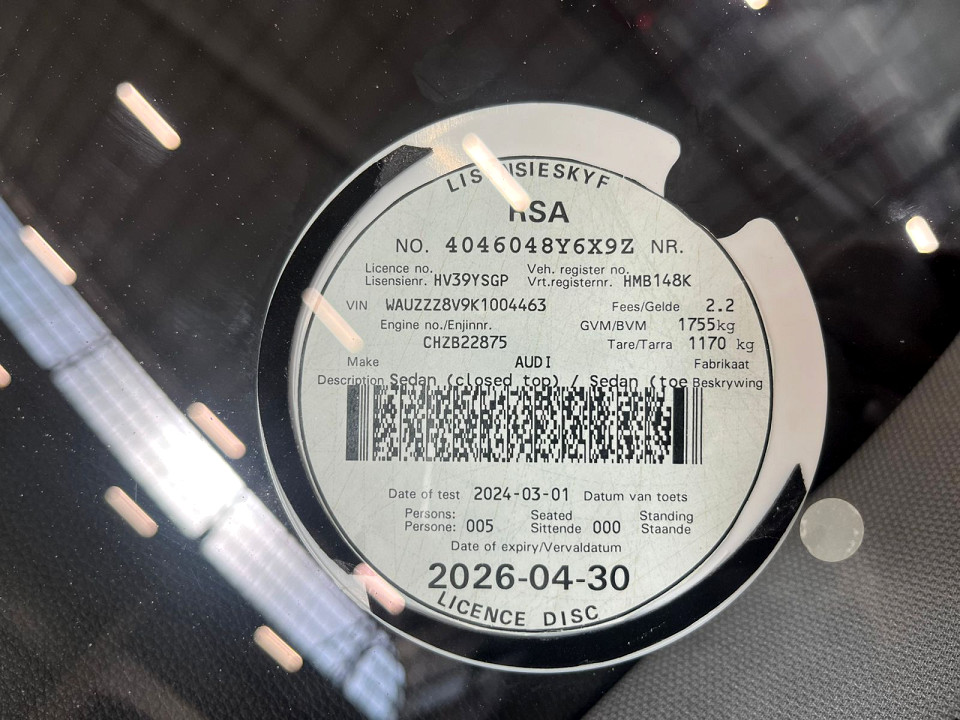 LISENSIESKYF
RSA
NO. 4046048Y6X9Z NR.
Licence no. Veh. register no.
Lisensienr. HV39YSGP Vrt.registernr. HMB148K
VIN WAUZZZ8V9K1004463 Fees/Gelde 2.2
Engine no./Enjinnr. GVM/BVM 1755kg
CHZB22875 Tare/Tarra 1170 kg
Make AUDI Fabrikaat
Description Sedan (closed top) / Sedan (toe Beskrywing
Date of test 2024-03-01 Datum van toets
Persons: Seated Standing
Persone: 005 Sittende 000 Staande
Date of expiry/Vervaldatum
2026-04-30
LICENCE DISC